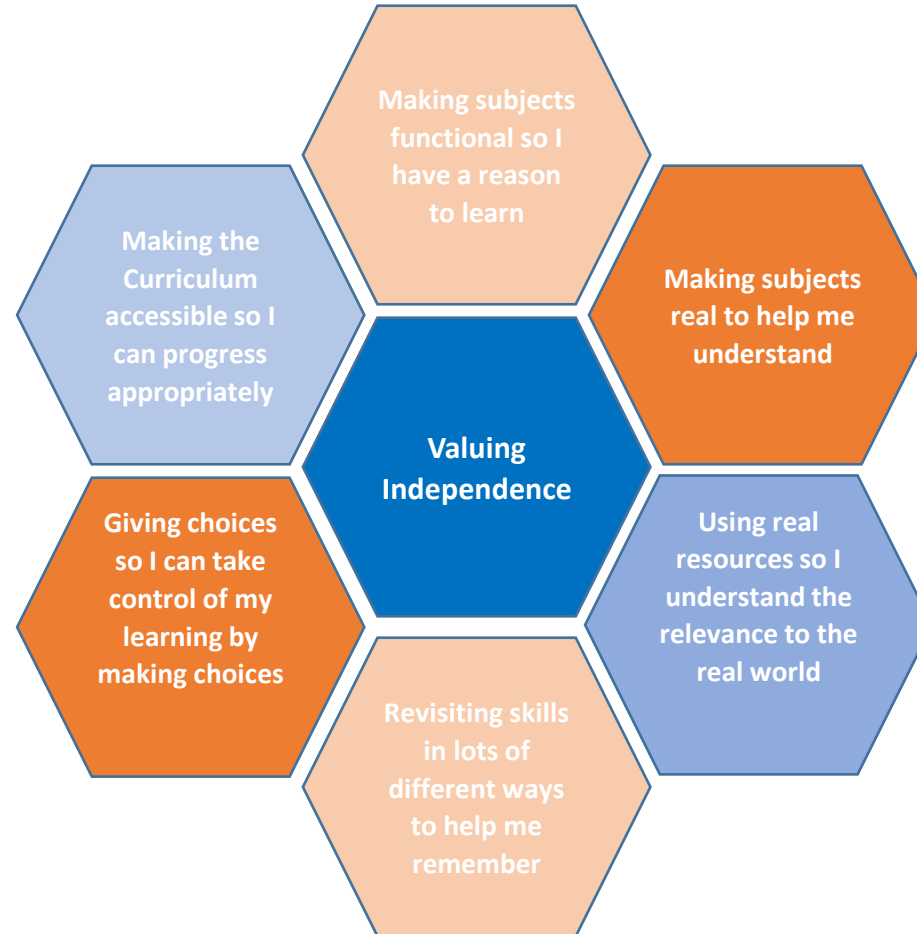 Making subjects
functional so I
have a reason
to learn
Making the
Curriculum
accessible so I
can progress
appropriately
Making subjects
real to help me
understand
Valuing
Independence
Giving choices
so I can take
control of my
learning by
making choices
Using real
resources so I
understand the
relevance to the
real world
Revisiting skills
in lots of
different ways
to help me
remember